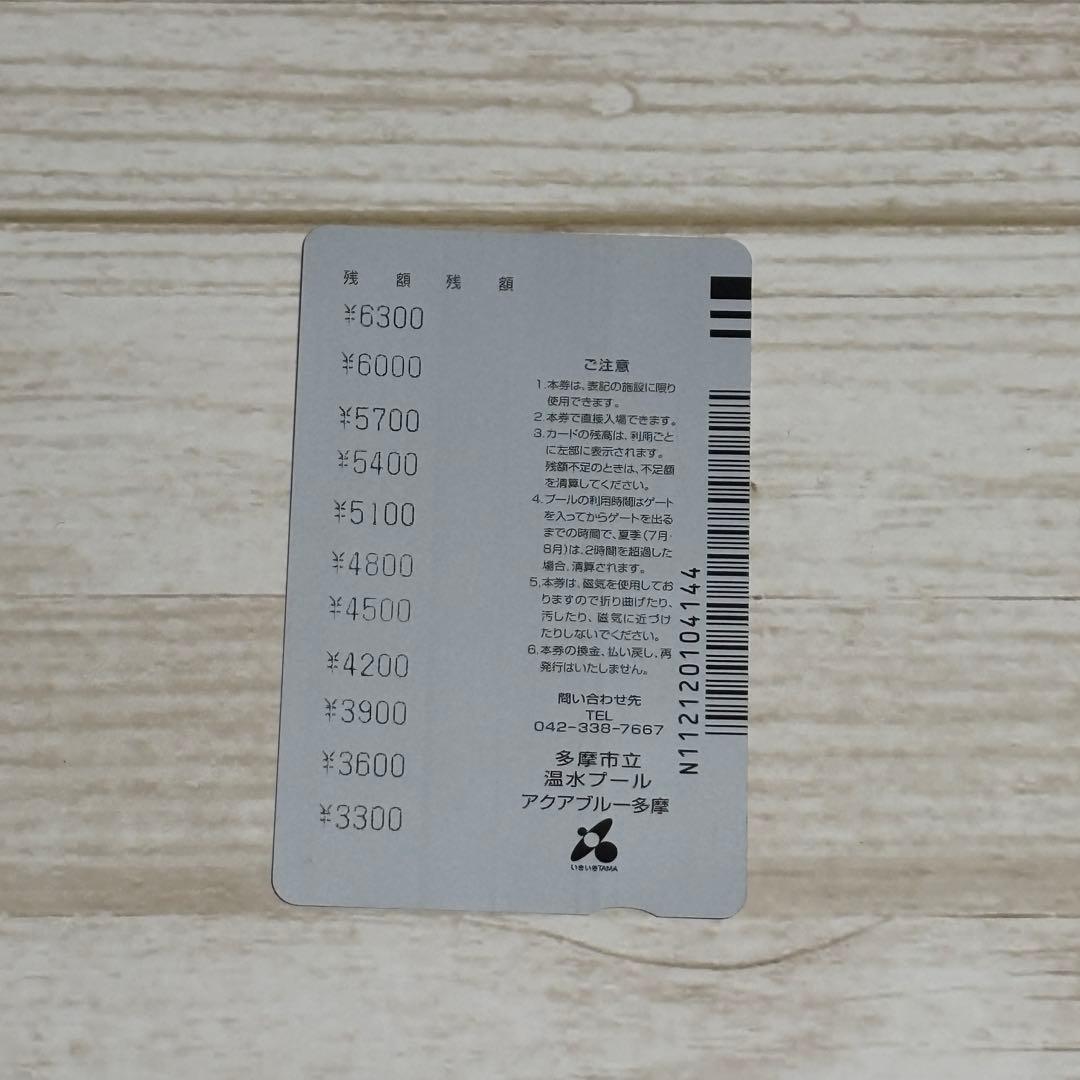 残 額 残 額
¥6300
¥6000
¥5700
¥5400
¥5100
¥4800
¥4500
¥4200
¥3900
¥3600
¥3300
ご注意
1.本券は、表記の施設に限り
使用できます。
2.本券で直接入場できます。
3.カードの残高は、利用ごと
に左部に表示されます。
残額不足のときは、不足額
を清算してください。
4.プールの利用時間はゲート
を入ってからゲートを出る
までの時間で、夏季(7月・
8月)は、2時間を超過した
場合、清算されます。
5.本券は、磁気を使用してお
りますので折り曲げたり、
汚したり、磁気に近づけ
たりしないでください。
6.本券の換金、払い戻し、再
発行はいたしません。
問い合わせ先
TEL
042-338-7667
多摩市立
温水プール
アクアブルー多摩
いきいきTAMA
N112120104144